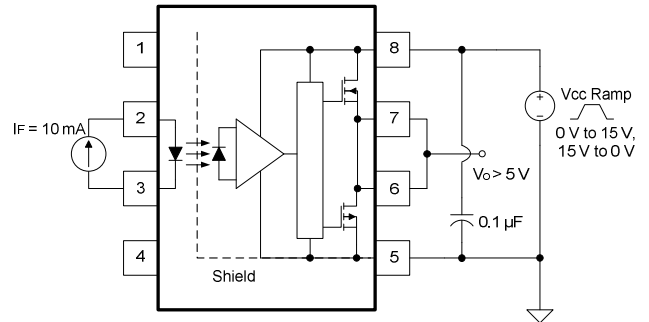 1
8
Vcc Ramp
0 V to 15 V,
15 V to 0 V
2
7
IF = 10 mA
+
-
VO > 5 V
3
6
0.1 µF
4
5
Shield